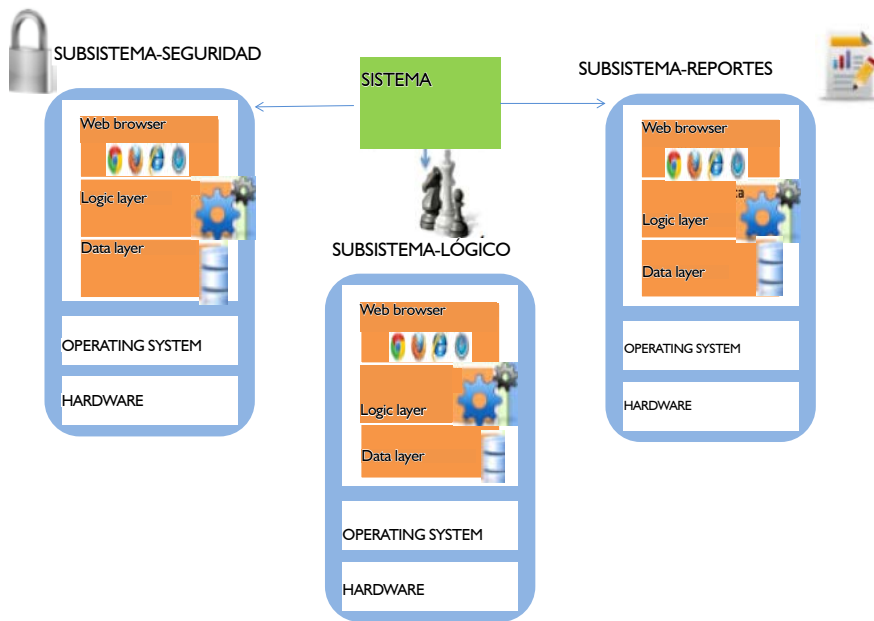 SUBSISTEMA-SEGURIDAD
Web browser
Logic layer
Data layer
OPERATING SYSTEM
HARDWARE
SISTEMA
SUBSISTEMA-LÓGICO
Web browser
Logic layer
Data layer
OPERATING SYSTEM
HARDWARE
SUBSISTEMA-REPORTES
Web browser
Logic layer
Data layer
OPERATING SYSTEM
HARDWARE